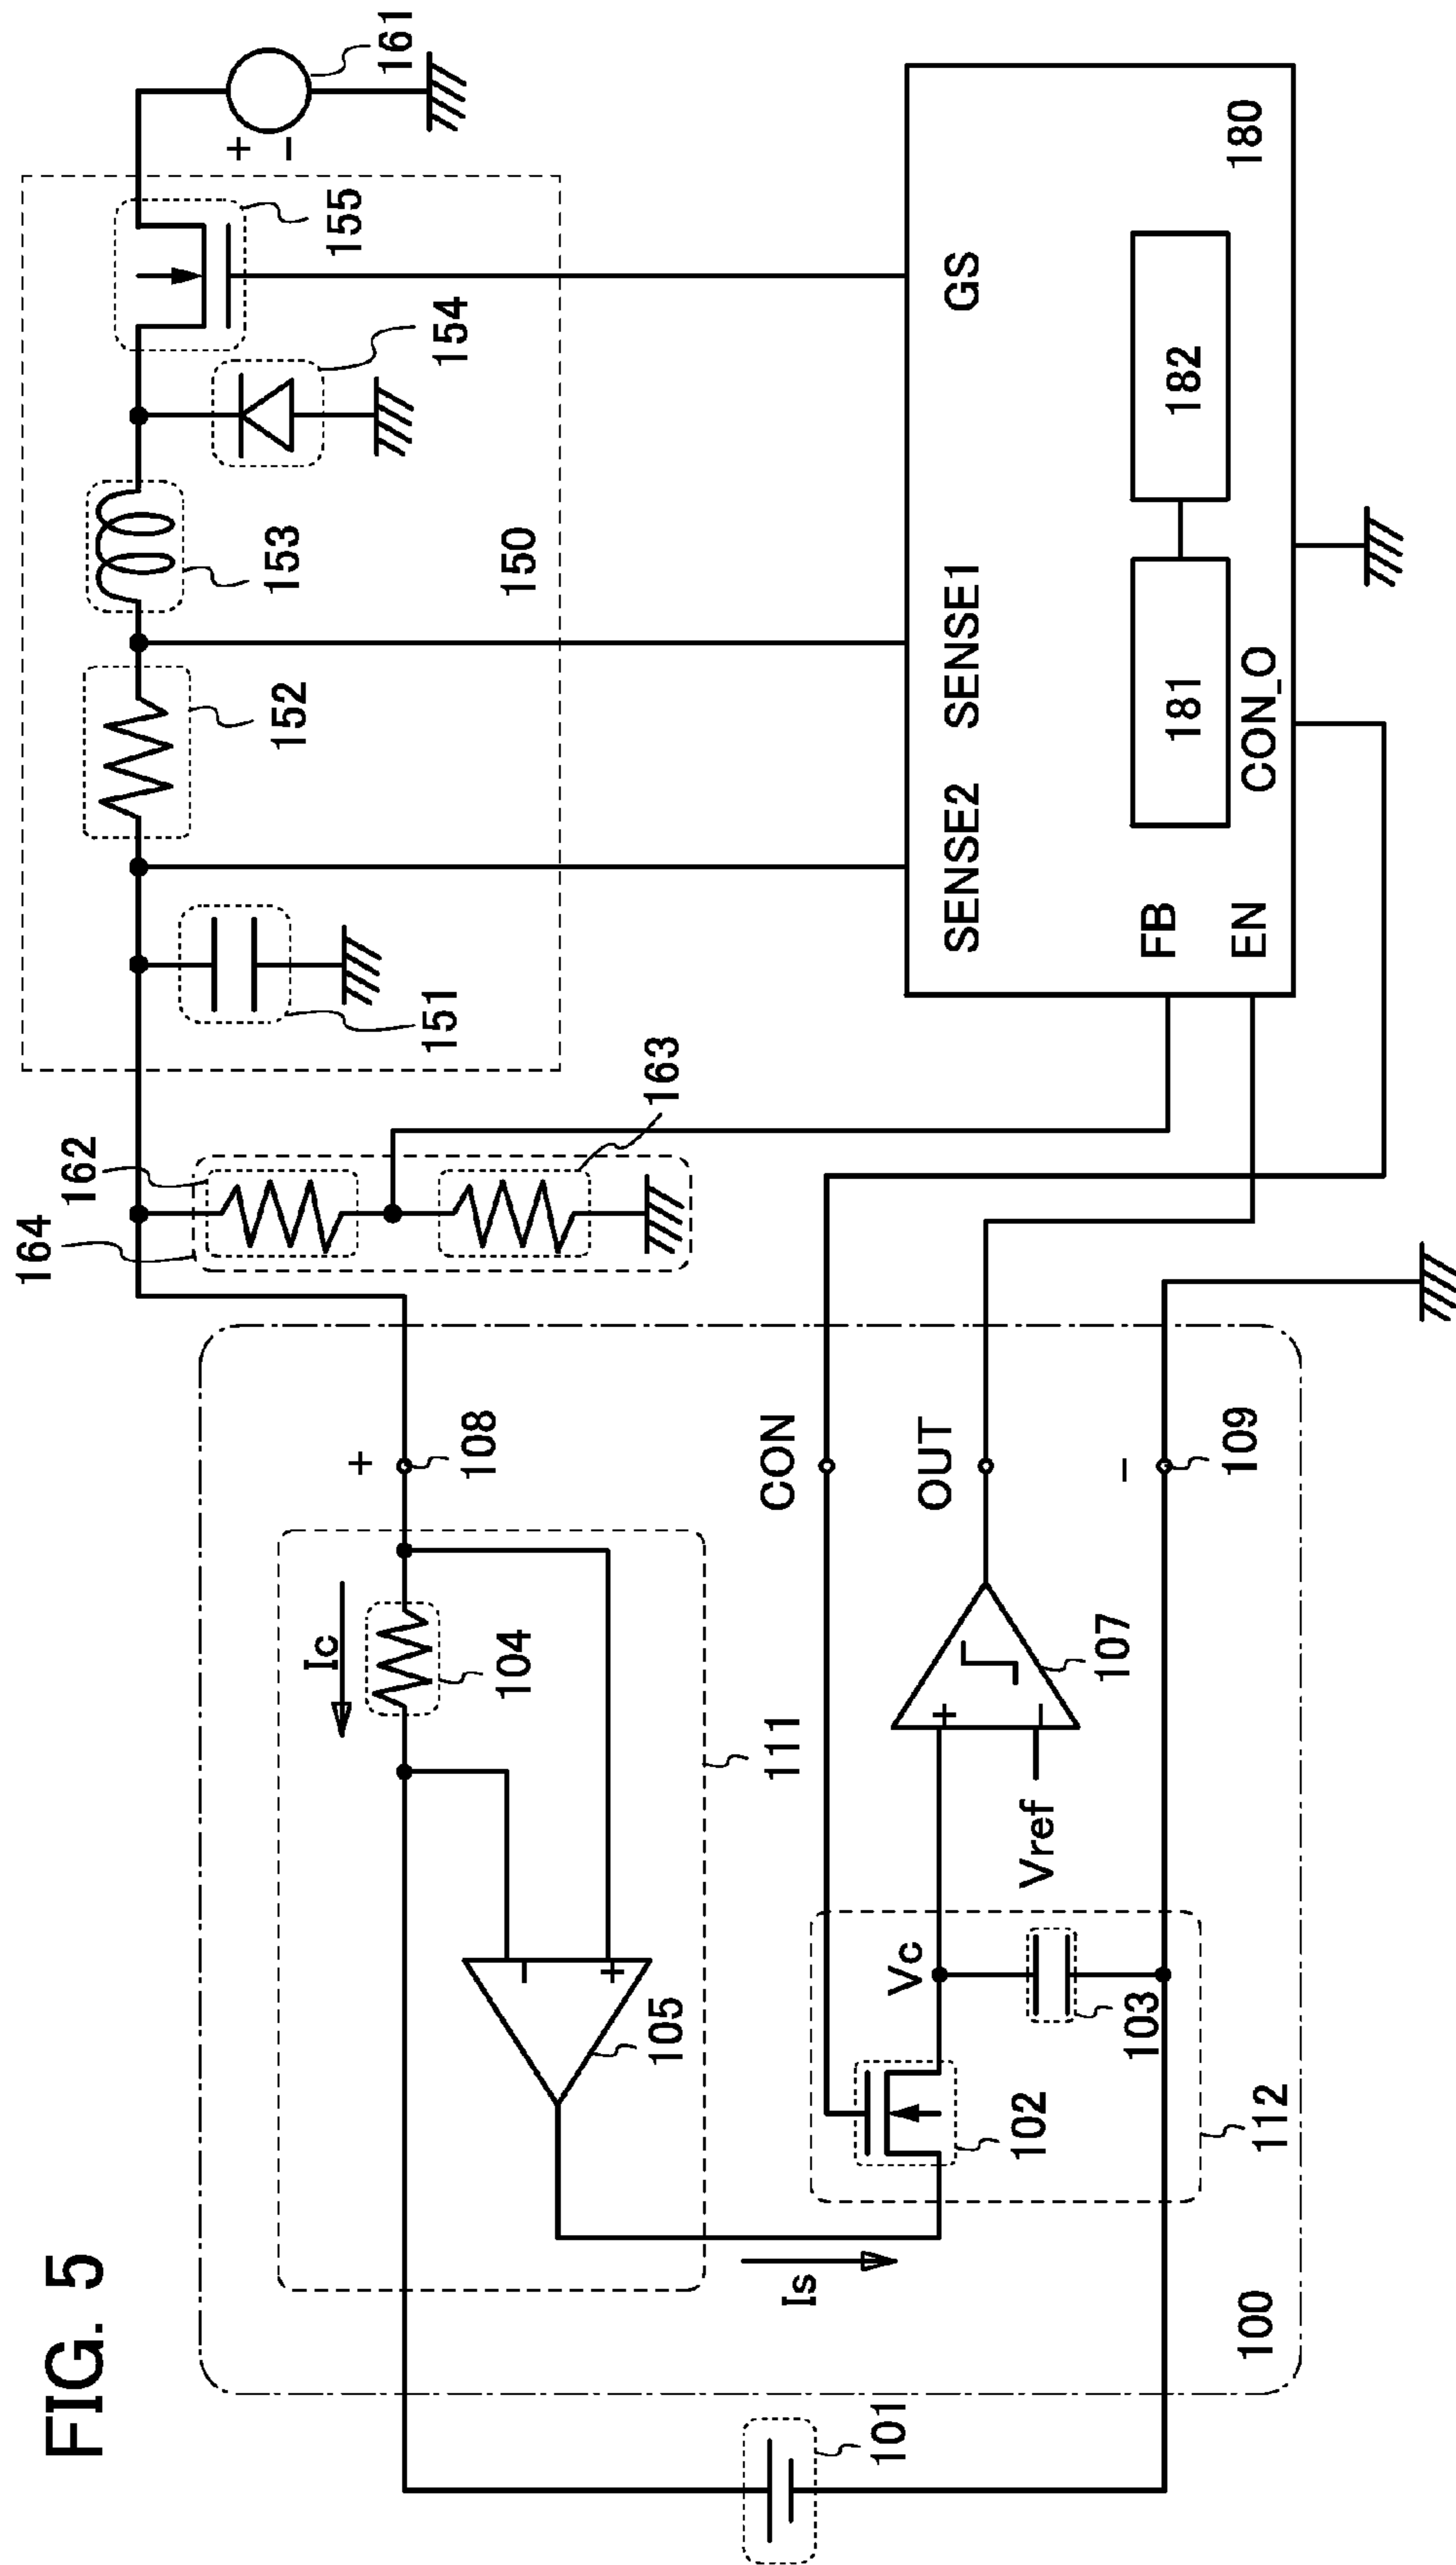 FIG. 5
164
162
163
151
152
153
150
154
155
+
−
161
+
108
Ic
104
105
111
Is
CON
OUT
−
109
+
−
107
Vref
Vc
103
102
112
100
101
−
+
SENSE2
SENSE1
GS
FB
EN
CON_O
181
182
180